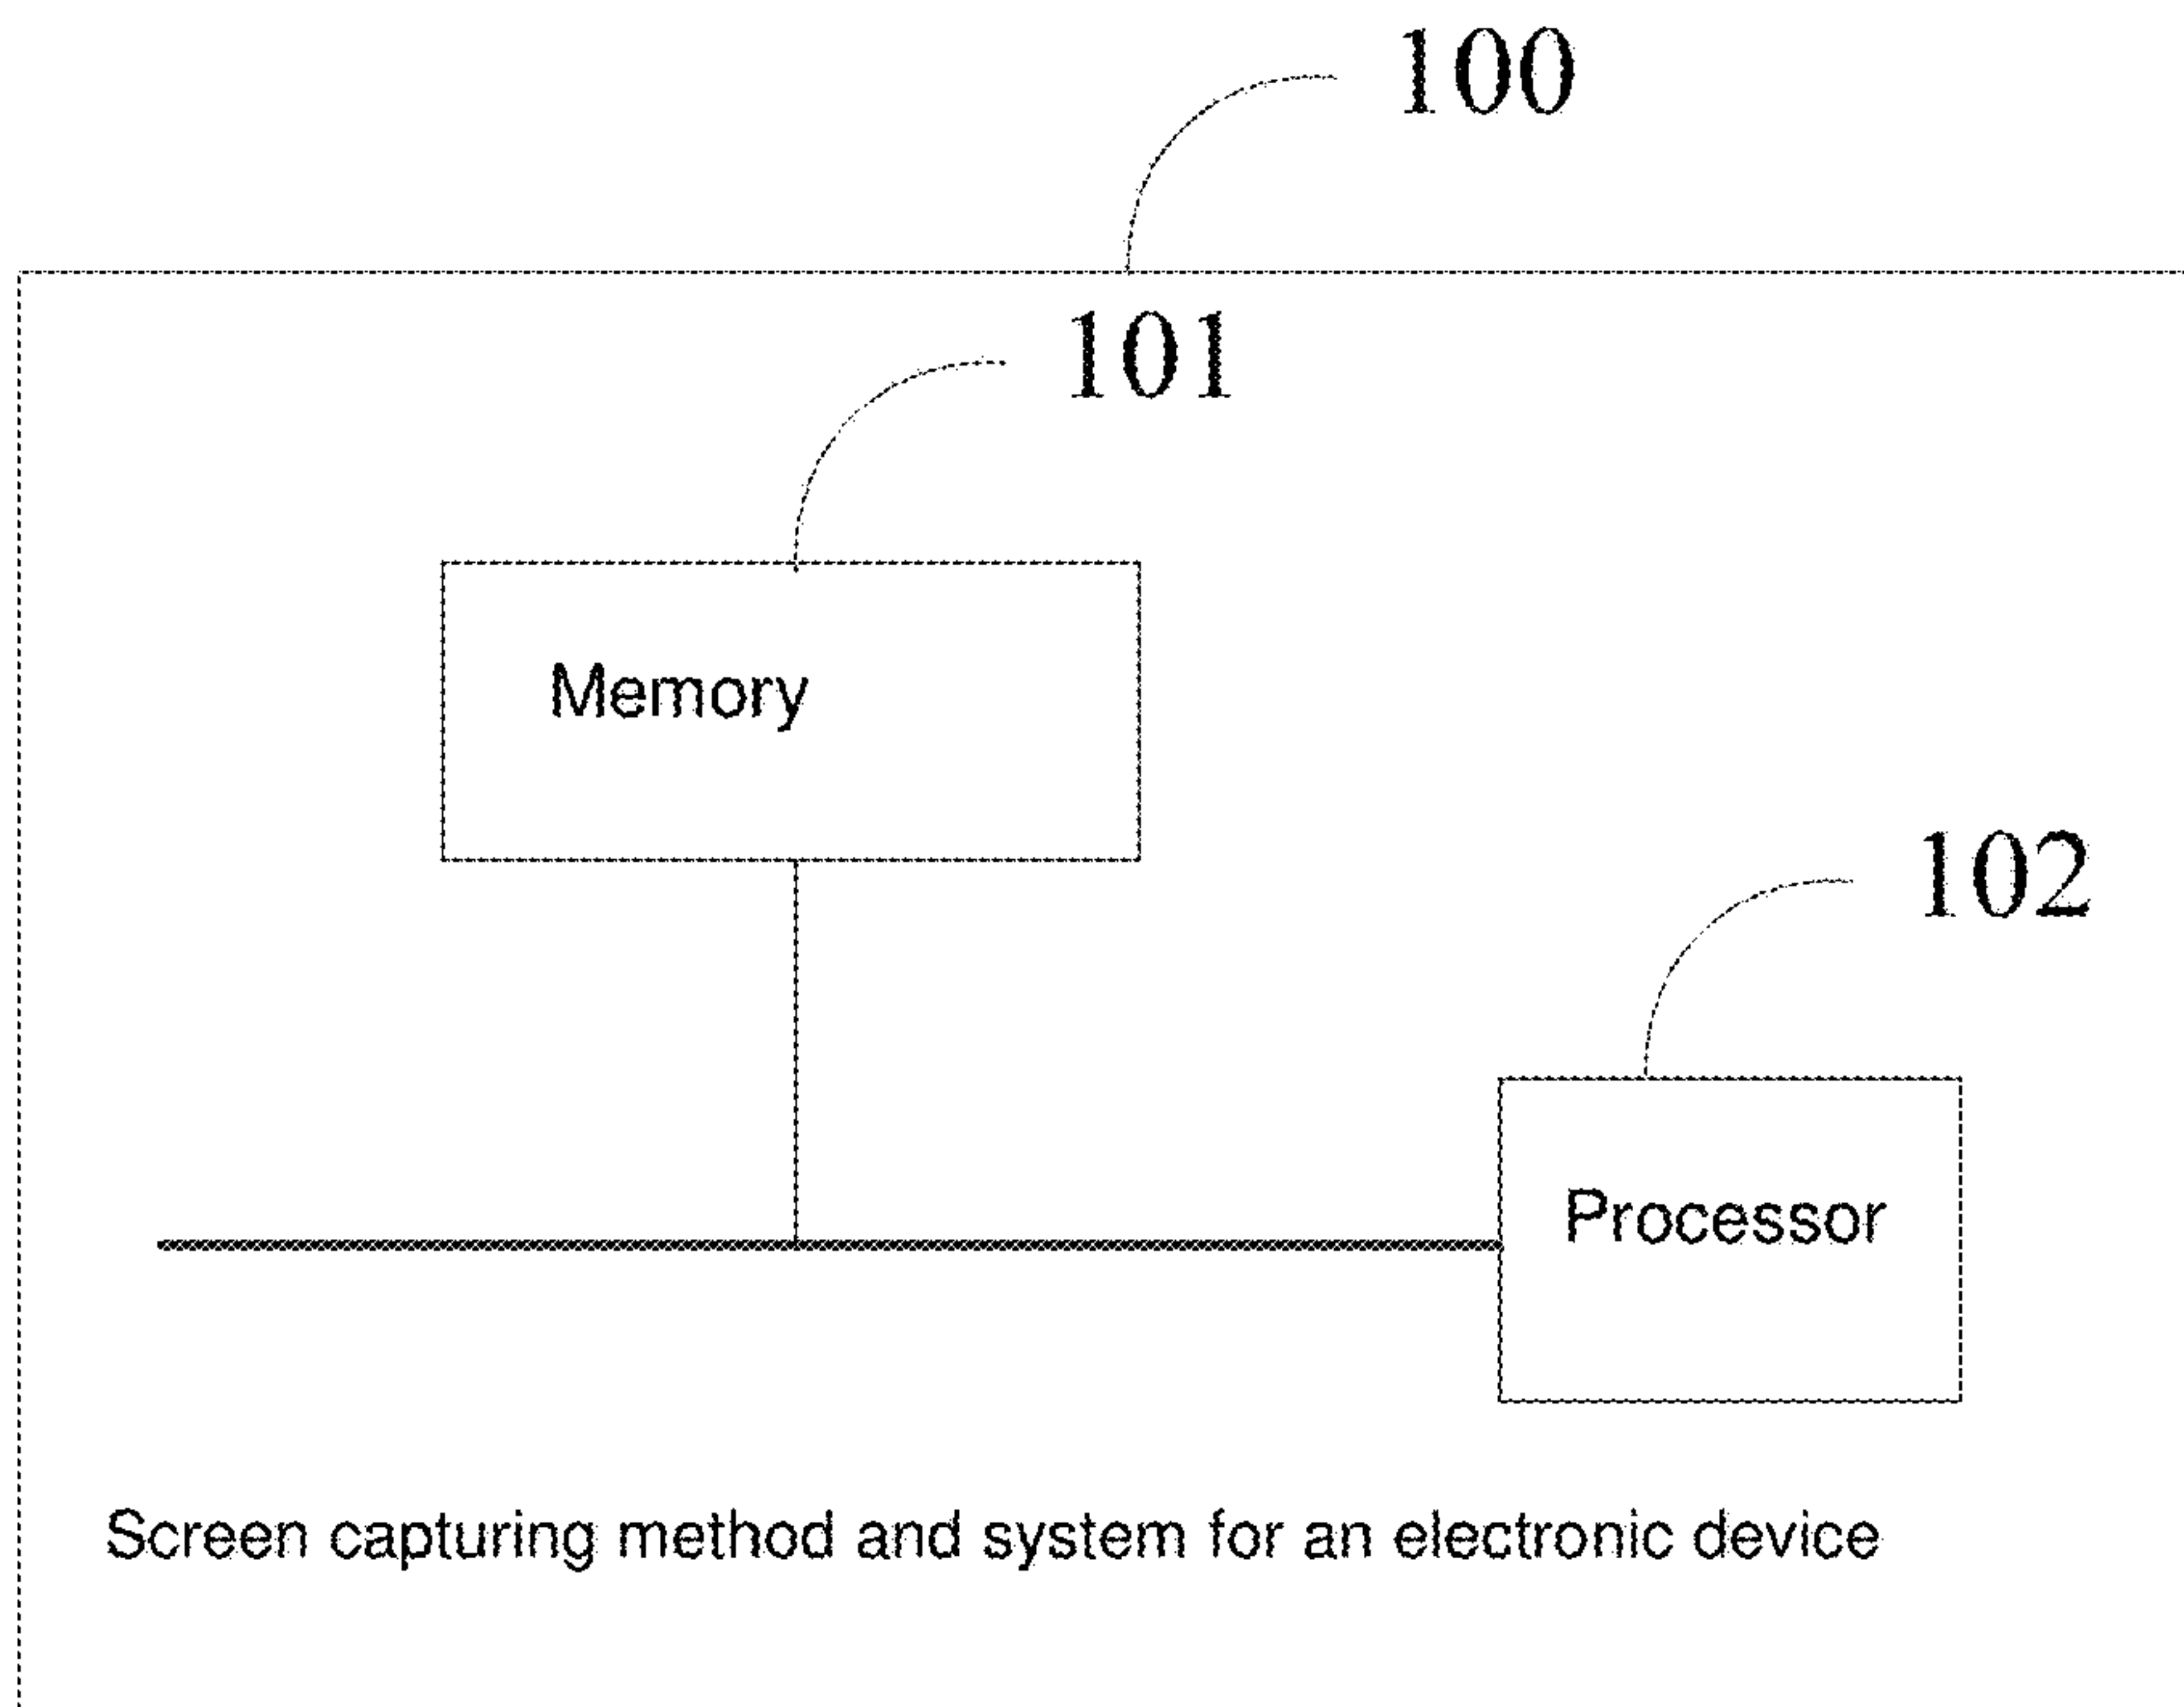 100
101
Memory
102
Processor
Screen capturing method and system for an electronic device